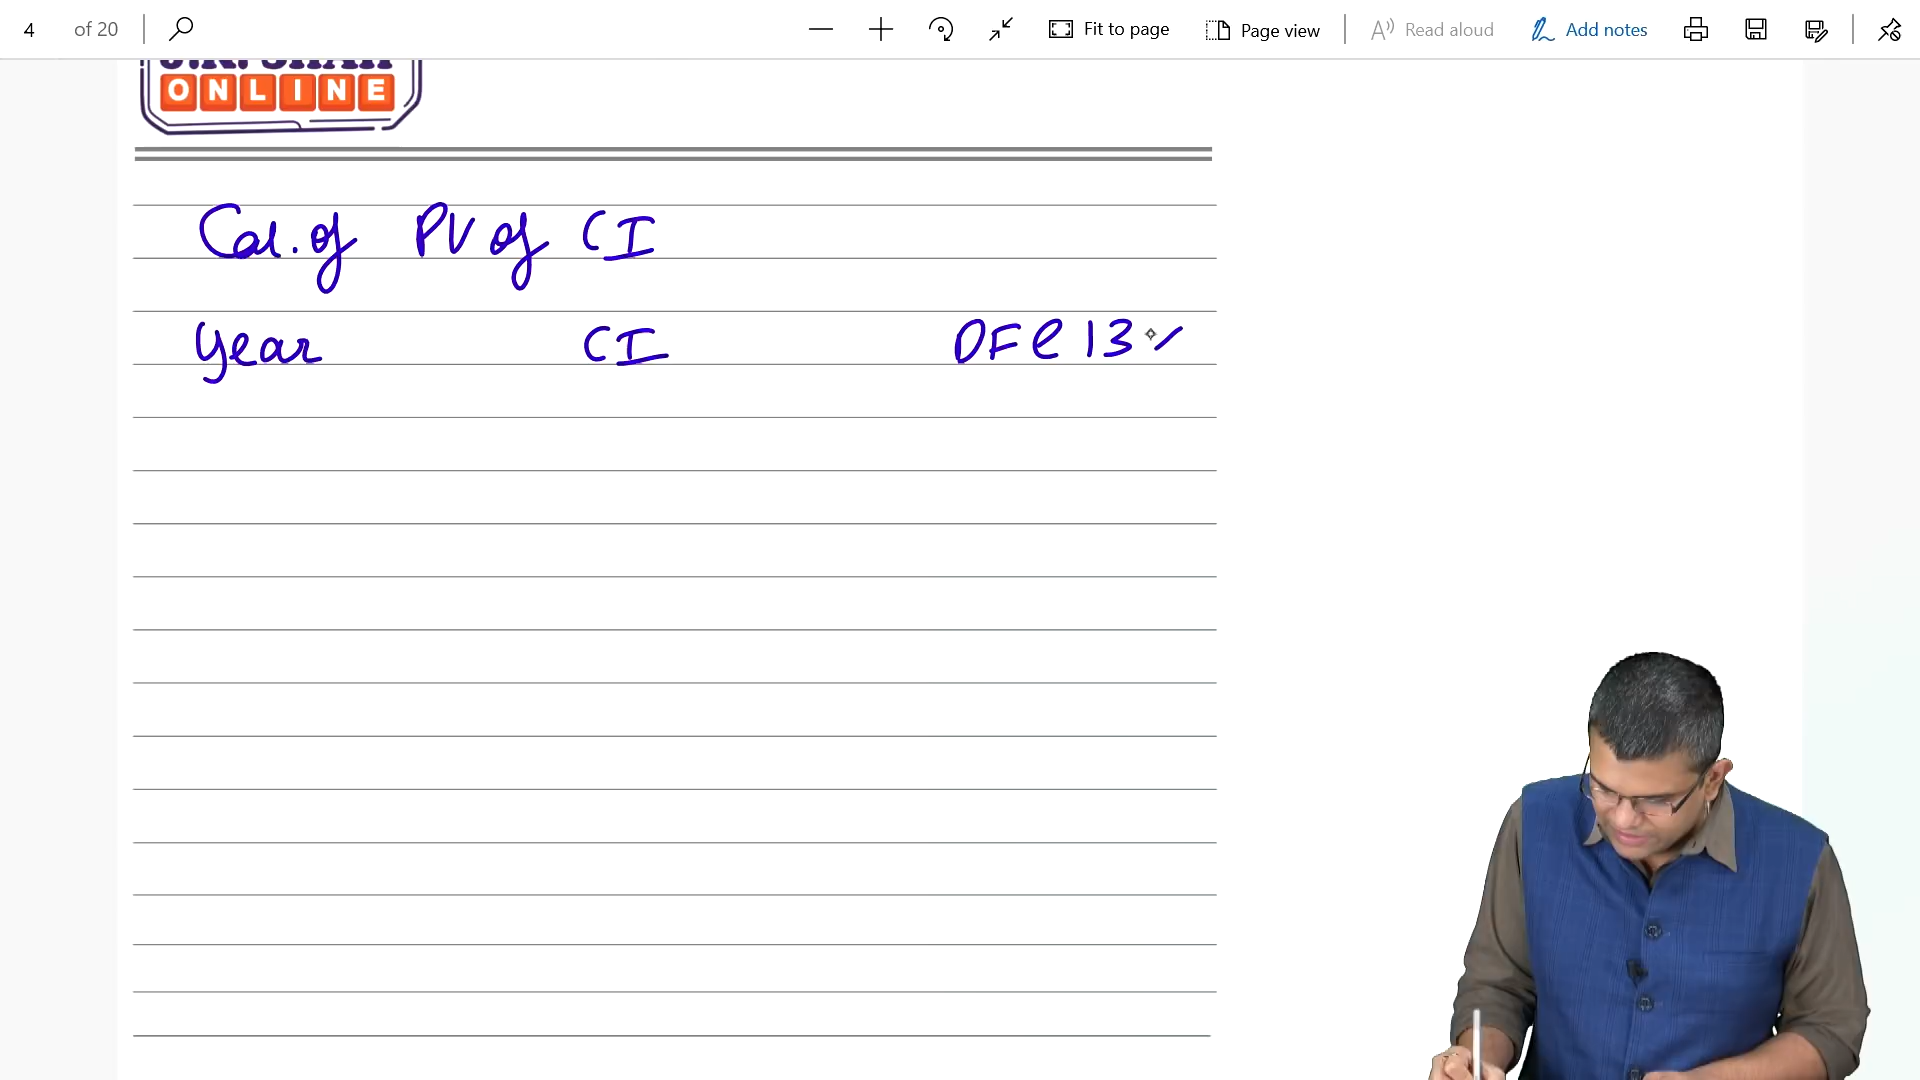 4 of 20 Fit to page Page view Read aloud Add notes
J.K. SHAH
ONLINE
Cal. of PV of CI
Year CI DF @ 13%